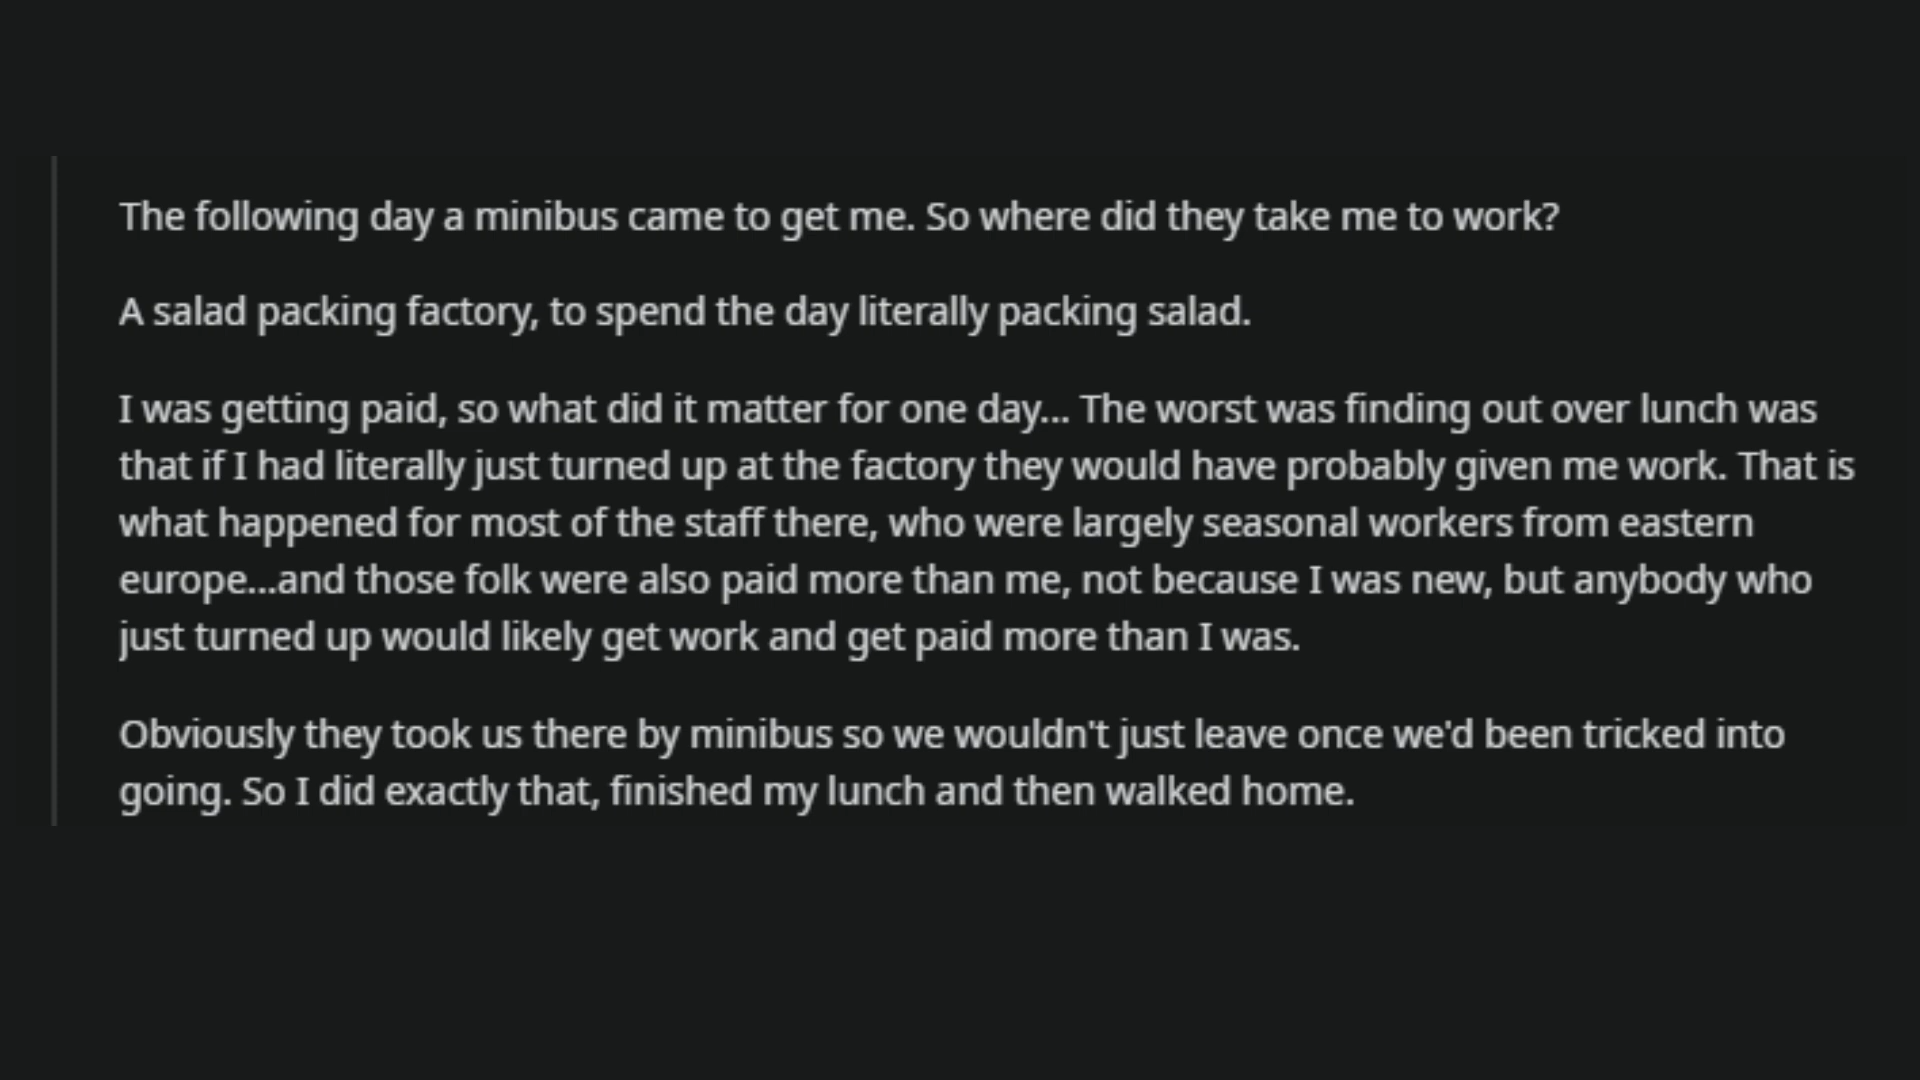 The following day a minibus came to get me. So where did they take me to work?
A salad packing factory, to spend the day literally packing salad.
I was getting paid, so what did it matter for one day... The worst was finding out over lunch was
that if I had literally just turned up at the factory they would have probably given me work. That is
what happened for most of the staff there, who were largely seasonal workers from eastern
europe...and those folk were also paid more than me, not because I was new, but anybody who
just turned up would likely get work and get paid more than I was.
Obviously they took us there by minibus so we wouldn't just leave once we'd been tricked into
going. So I did exactly that, finished my lunch and then walked home.